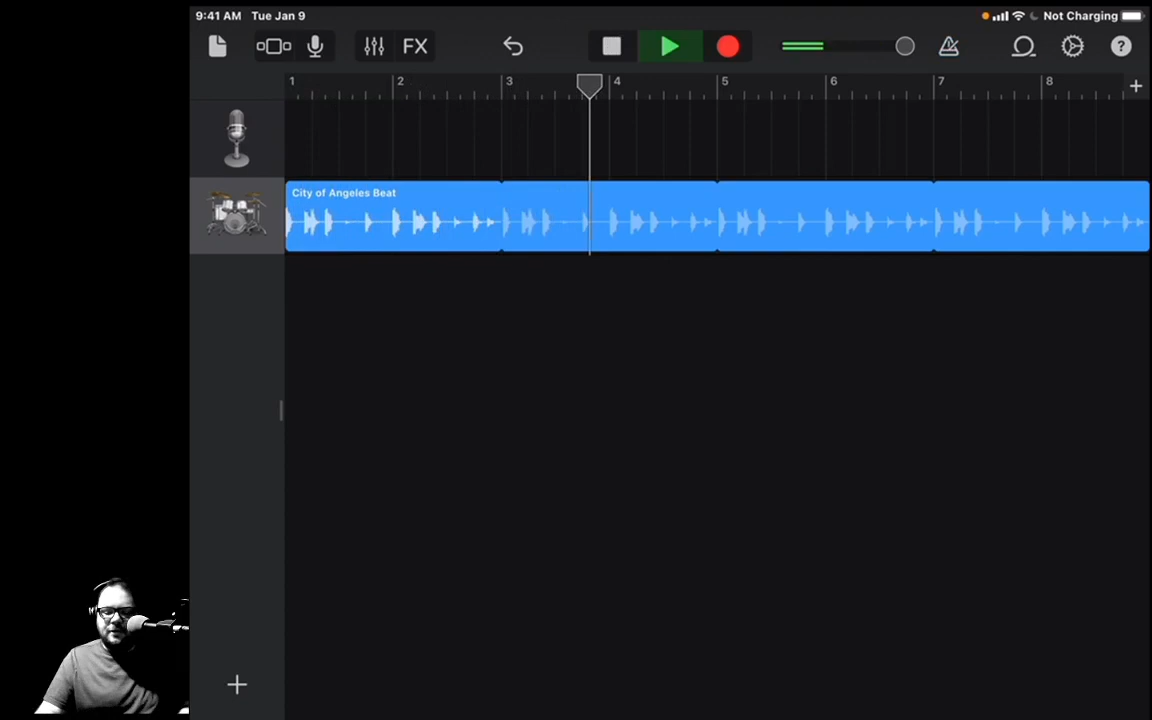 9:41 AM Tue Jan 9 Not Charging
FX ?
1 2 3 4 5 6 7 8 +
City of Angeles Beat
+